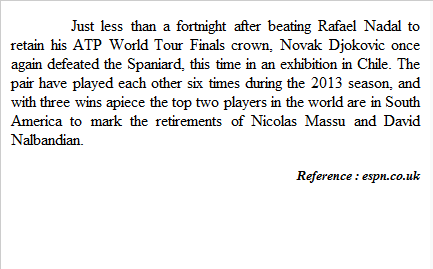 Just less than a fortnight after beating Rafael Nadal to
retain his ATP World Tour Finals crown, Novak Djokovic once
again defeated the Spaniard, this time in an exhibition in Chile. The
pair have played each other six times during the 2013 season, and
with three wins apiece the top two players in the world are in South
America to mark the retirements of Nicolas Massu and David
Nalbandian.
Reference : espn.co.uk